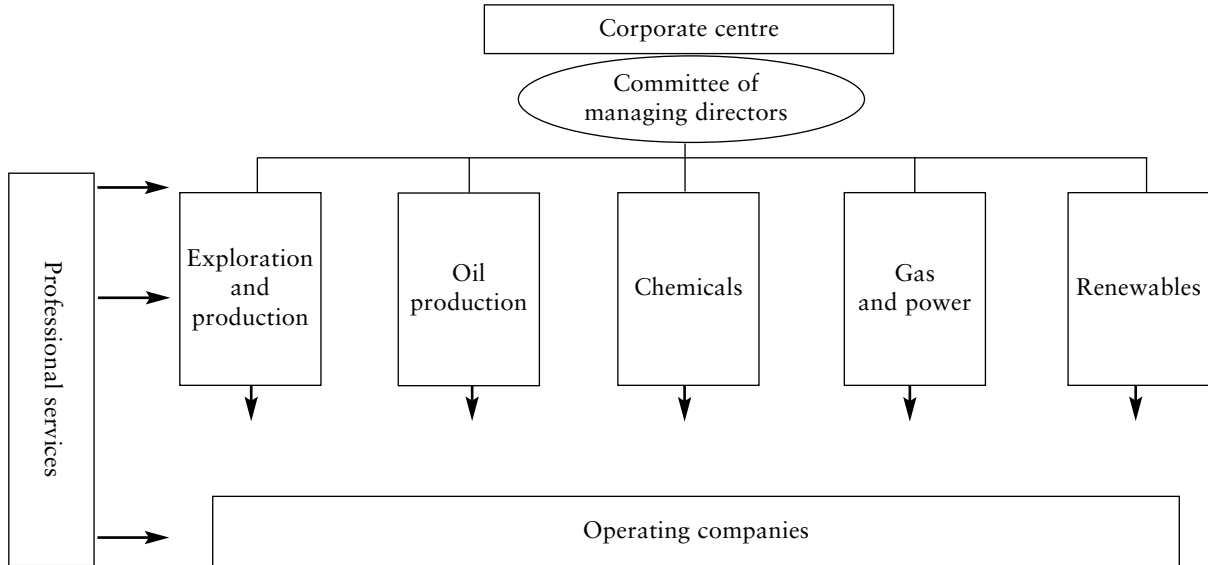 Corporate centre
Committee of
managing directors
Professional services
Exploration
and
production
Oil
production
Chemicals
Gas
and power
Renewables
Operating companies